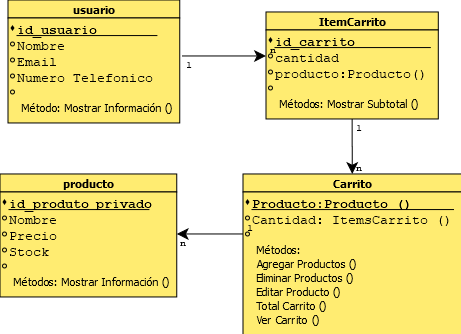 usuario
id_usuario
Nombre
Email
Numero Telefonico
Método: Mostrar Información ()
1
n
ItemCarrito
id_carrito
cantidad
producto:Producto()
Métodos: Mostrar Subtotal ()
1
n
producto
id_produto privado
Nombre
Precio
Stock
Métodos: Mostrar Información ()
n
1
Carrito
Producto:Producto ()
Cantidad: ItemsCarrito ()
Métodos:
Agregar Productos ()
Eliminar Productos ()
Editar Producto ()
Total Carrito ()
Ver Carrito ()